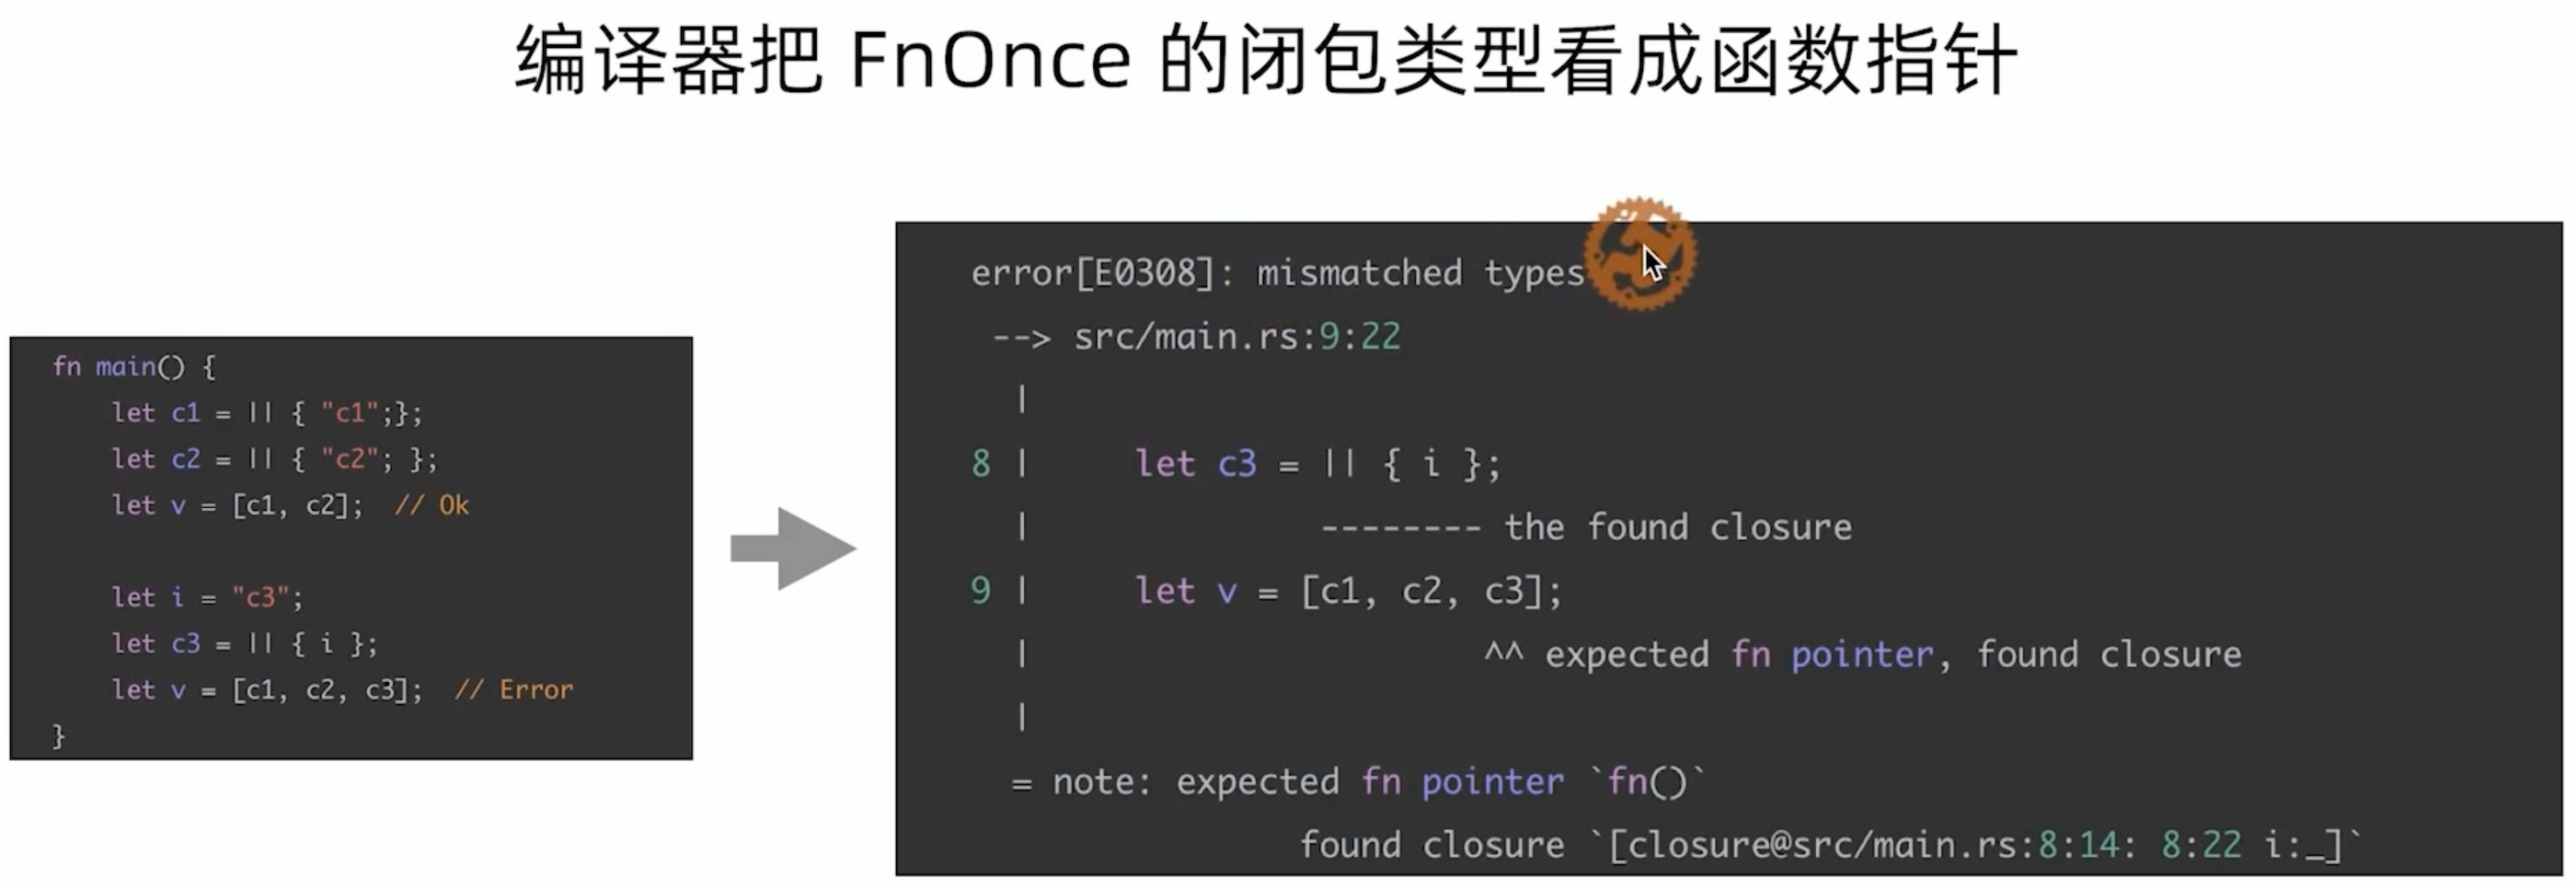 编译器把 FnOnce 的闭包类型看成函数指针
fn main() {
    let c1 = || { "c1";};
    let c2 = || { "c2"; };
    let v = [c1, c2];  // Ok

    let i = "c3";
    let c3 = || { i };
    let v = [c1, c2, c3];  // Error
}
error[E0308]: mismatched types
 --> src/main.rs:9:22
  |
8 |     let c3 = || { i };
  |              -------- the found closure
9 |     let v = [c1, c2, c3];
  |                      ^^ expected fn pointer, found closure
  |
  = note: expected fn pointer `fn()`
                found closure `[closure@src/main.rs:8:14: 8:22 i:_]`